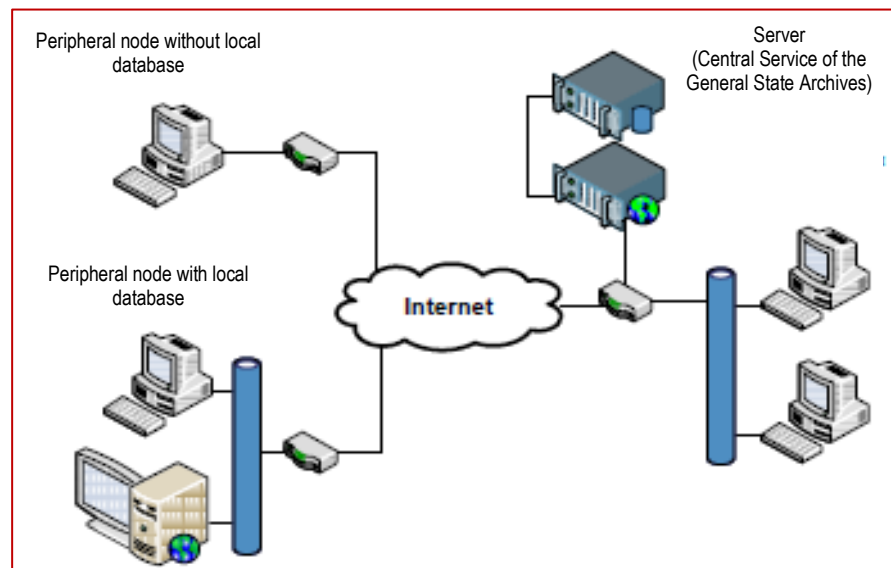 Peripheral node without local
database
Server
(Central Service of the
General State Archives)
Peripheral node with local
database
Internet